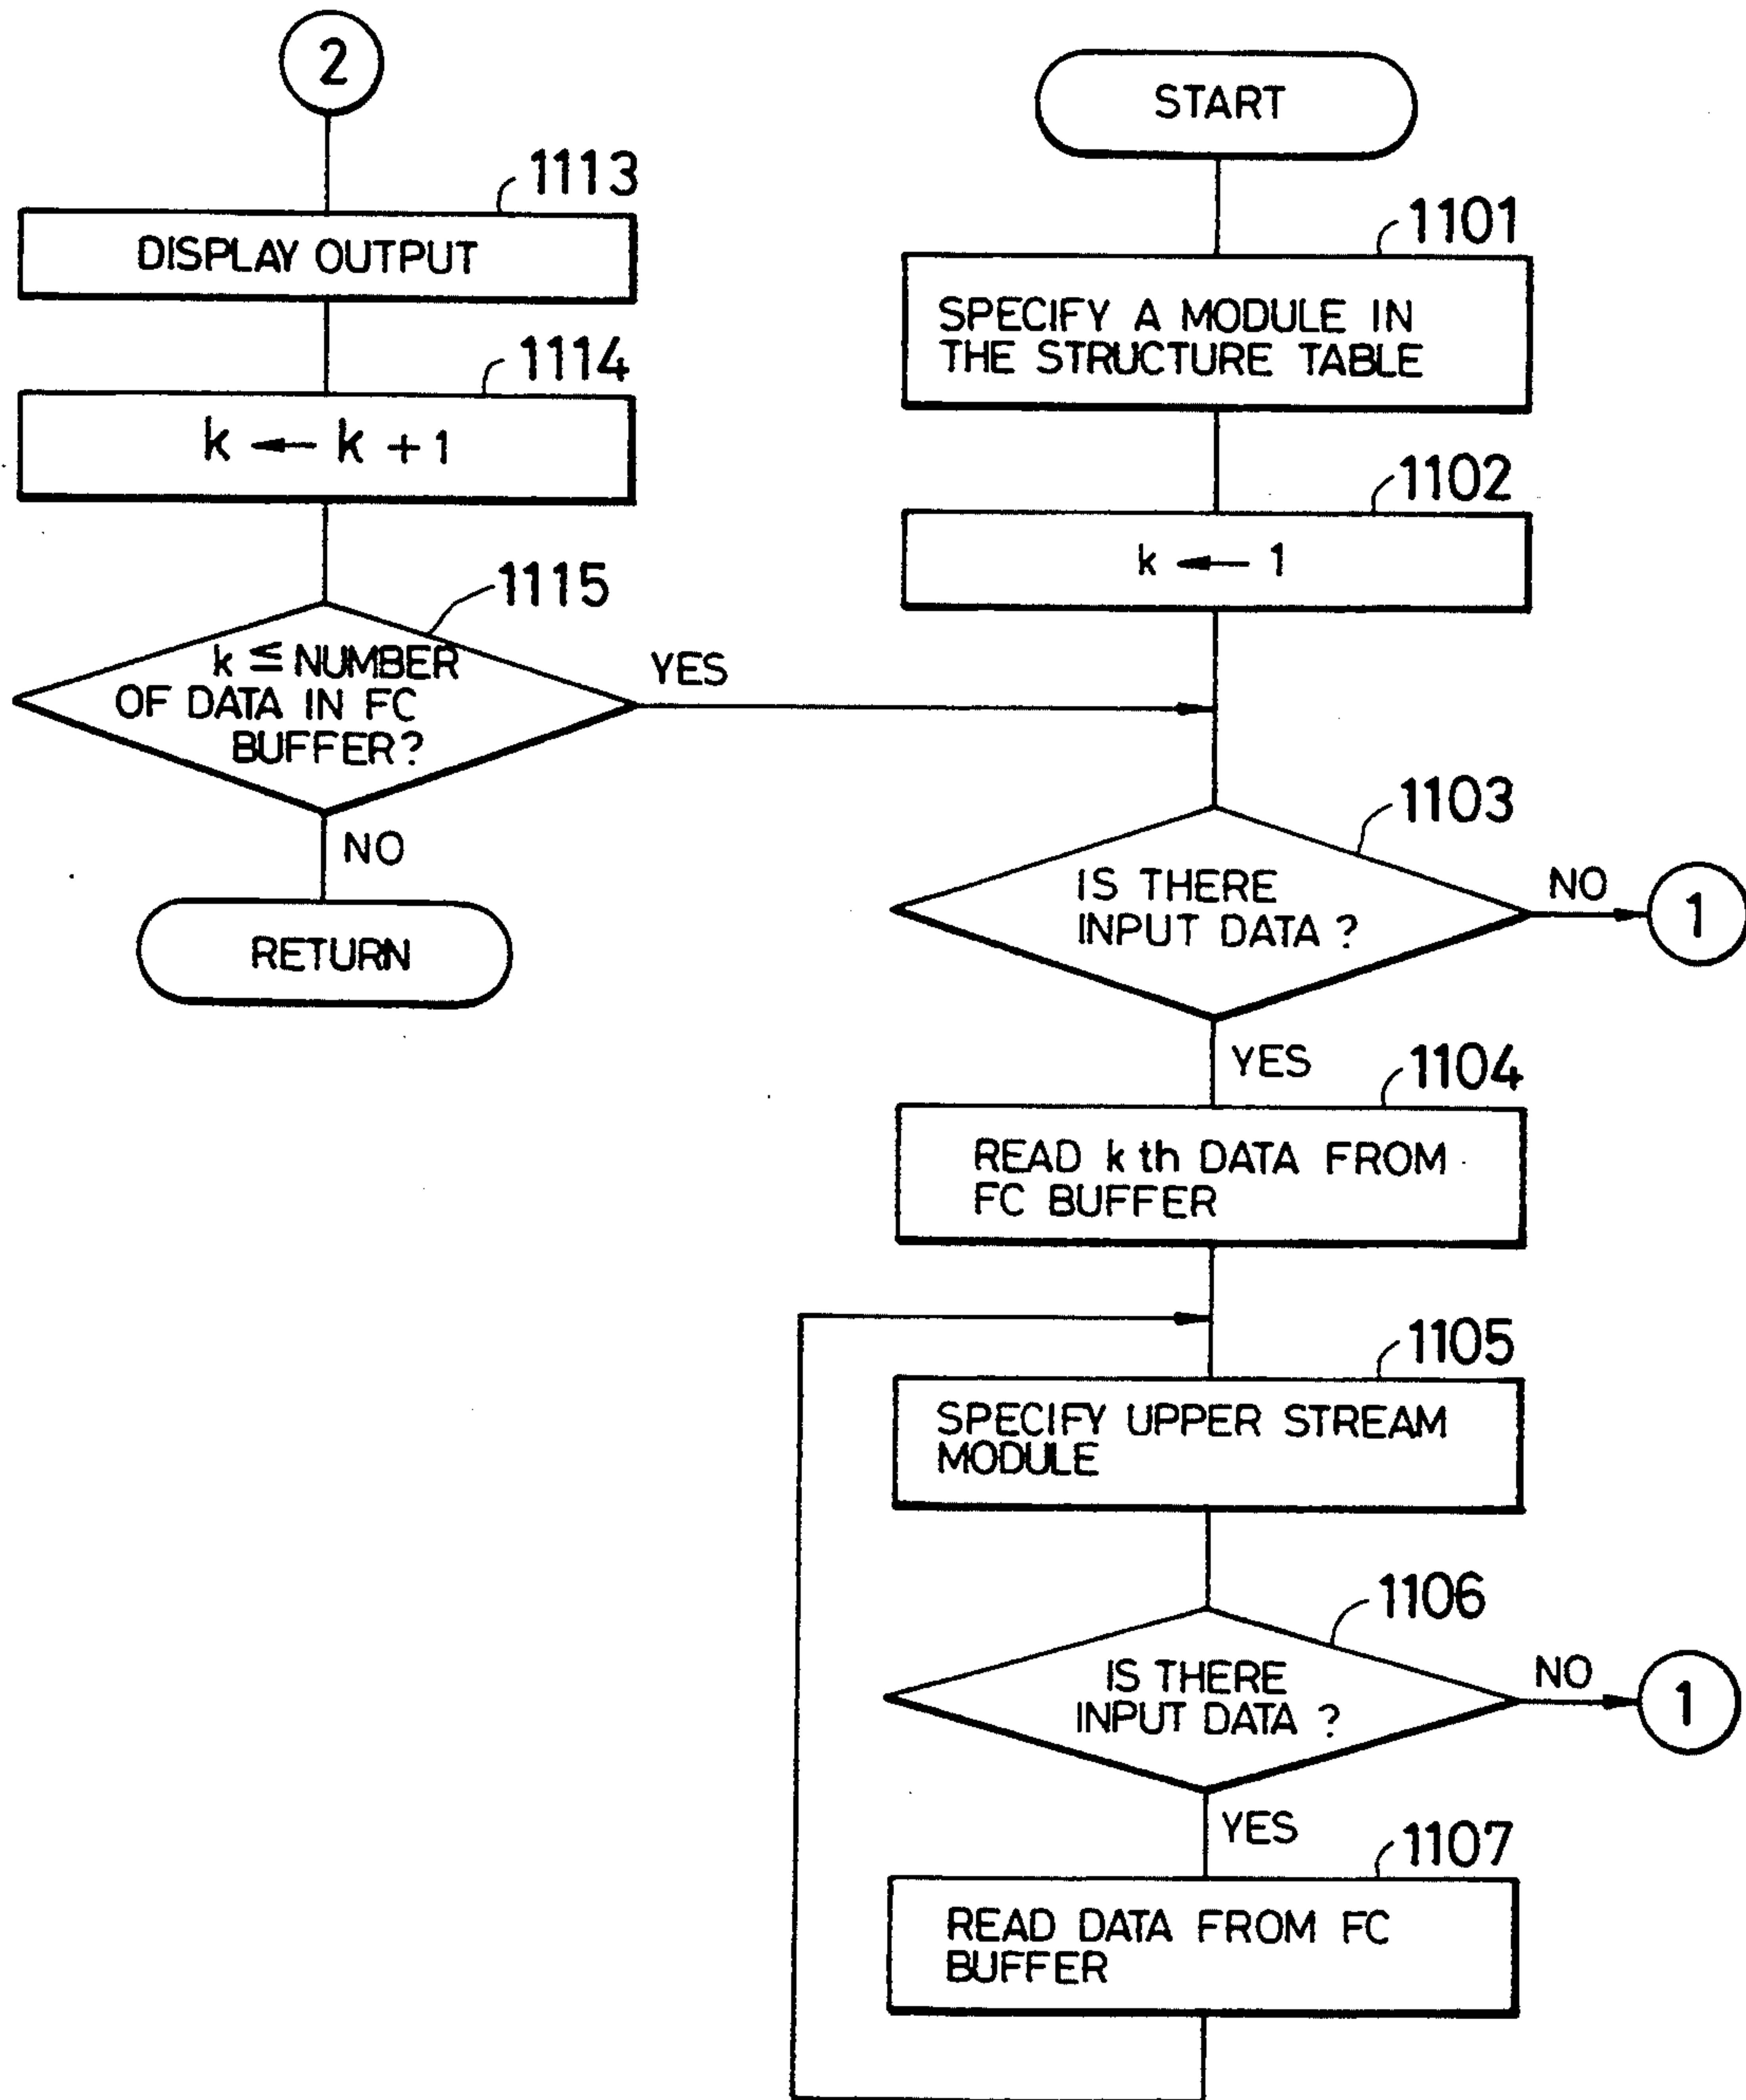 2
1113
DISPLAY OUTPUT
1114
k ← k + 1
1115
k ≦ NUMBER
OF DATA IN FC
BUFFER?
YES
NO
RETURN
START
1101
SPECIFY A MODULE IN
THE STRUCTURE TABLE
1102
k ← 1
1103
IS THERE
INPUT DATA ?
NO
1
YES
1104
READ k th DATA FROM
FC BUFFER
1105
SPECIFY UPPER STREAM
MODULE
1106
IS THERE
INPUT DATA ?
NO
1
YES
1107
READ DATA FROM FC
BUFFER